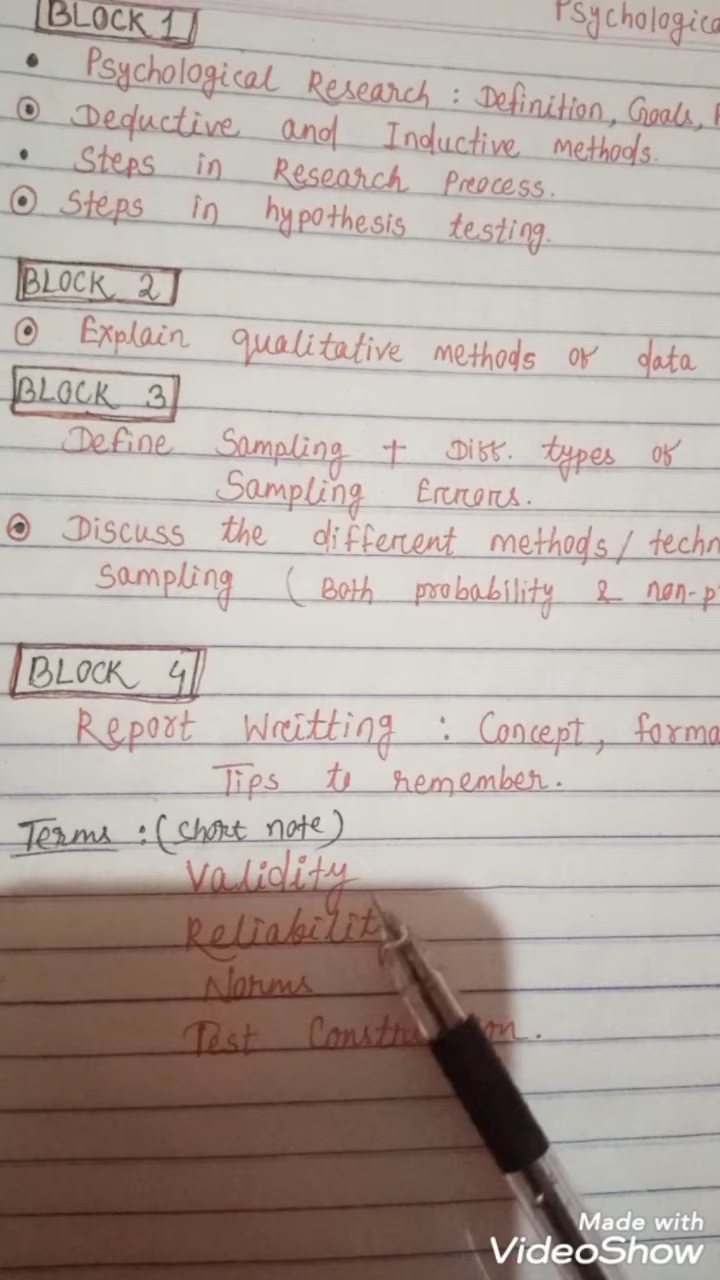 BLOCK 1
Psychologica
• Psychological Research : Definition, Goals,
⊙ Deductive and Inductive methods.
• Steps in Research Process.
⊙ Steps in hypothesis testing.
BLOCK 2
⊙ Explain qualitative methods of data
BLOCK 3
Define Sampling + Diff. types of
Sampling Errors.
⊙ Discuss the different methods / techn
Sampling ( Both probability & non-p
BLOCK 4
Report Writting : Concept, forma
Tips to remember.
Terms : (short note)
Validity
Reliabilit
Norms
Test
Made with
VideoShow